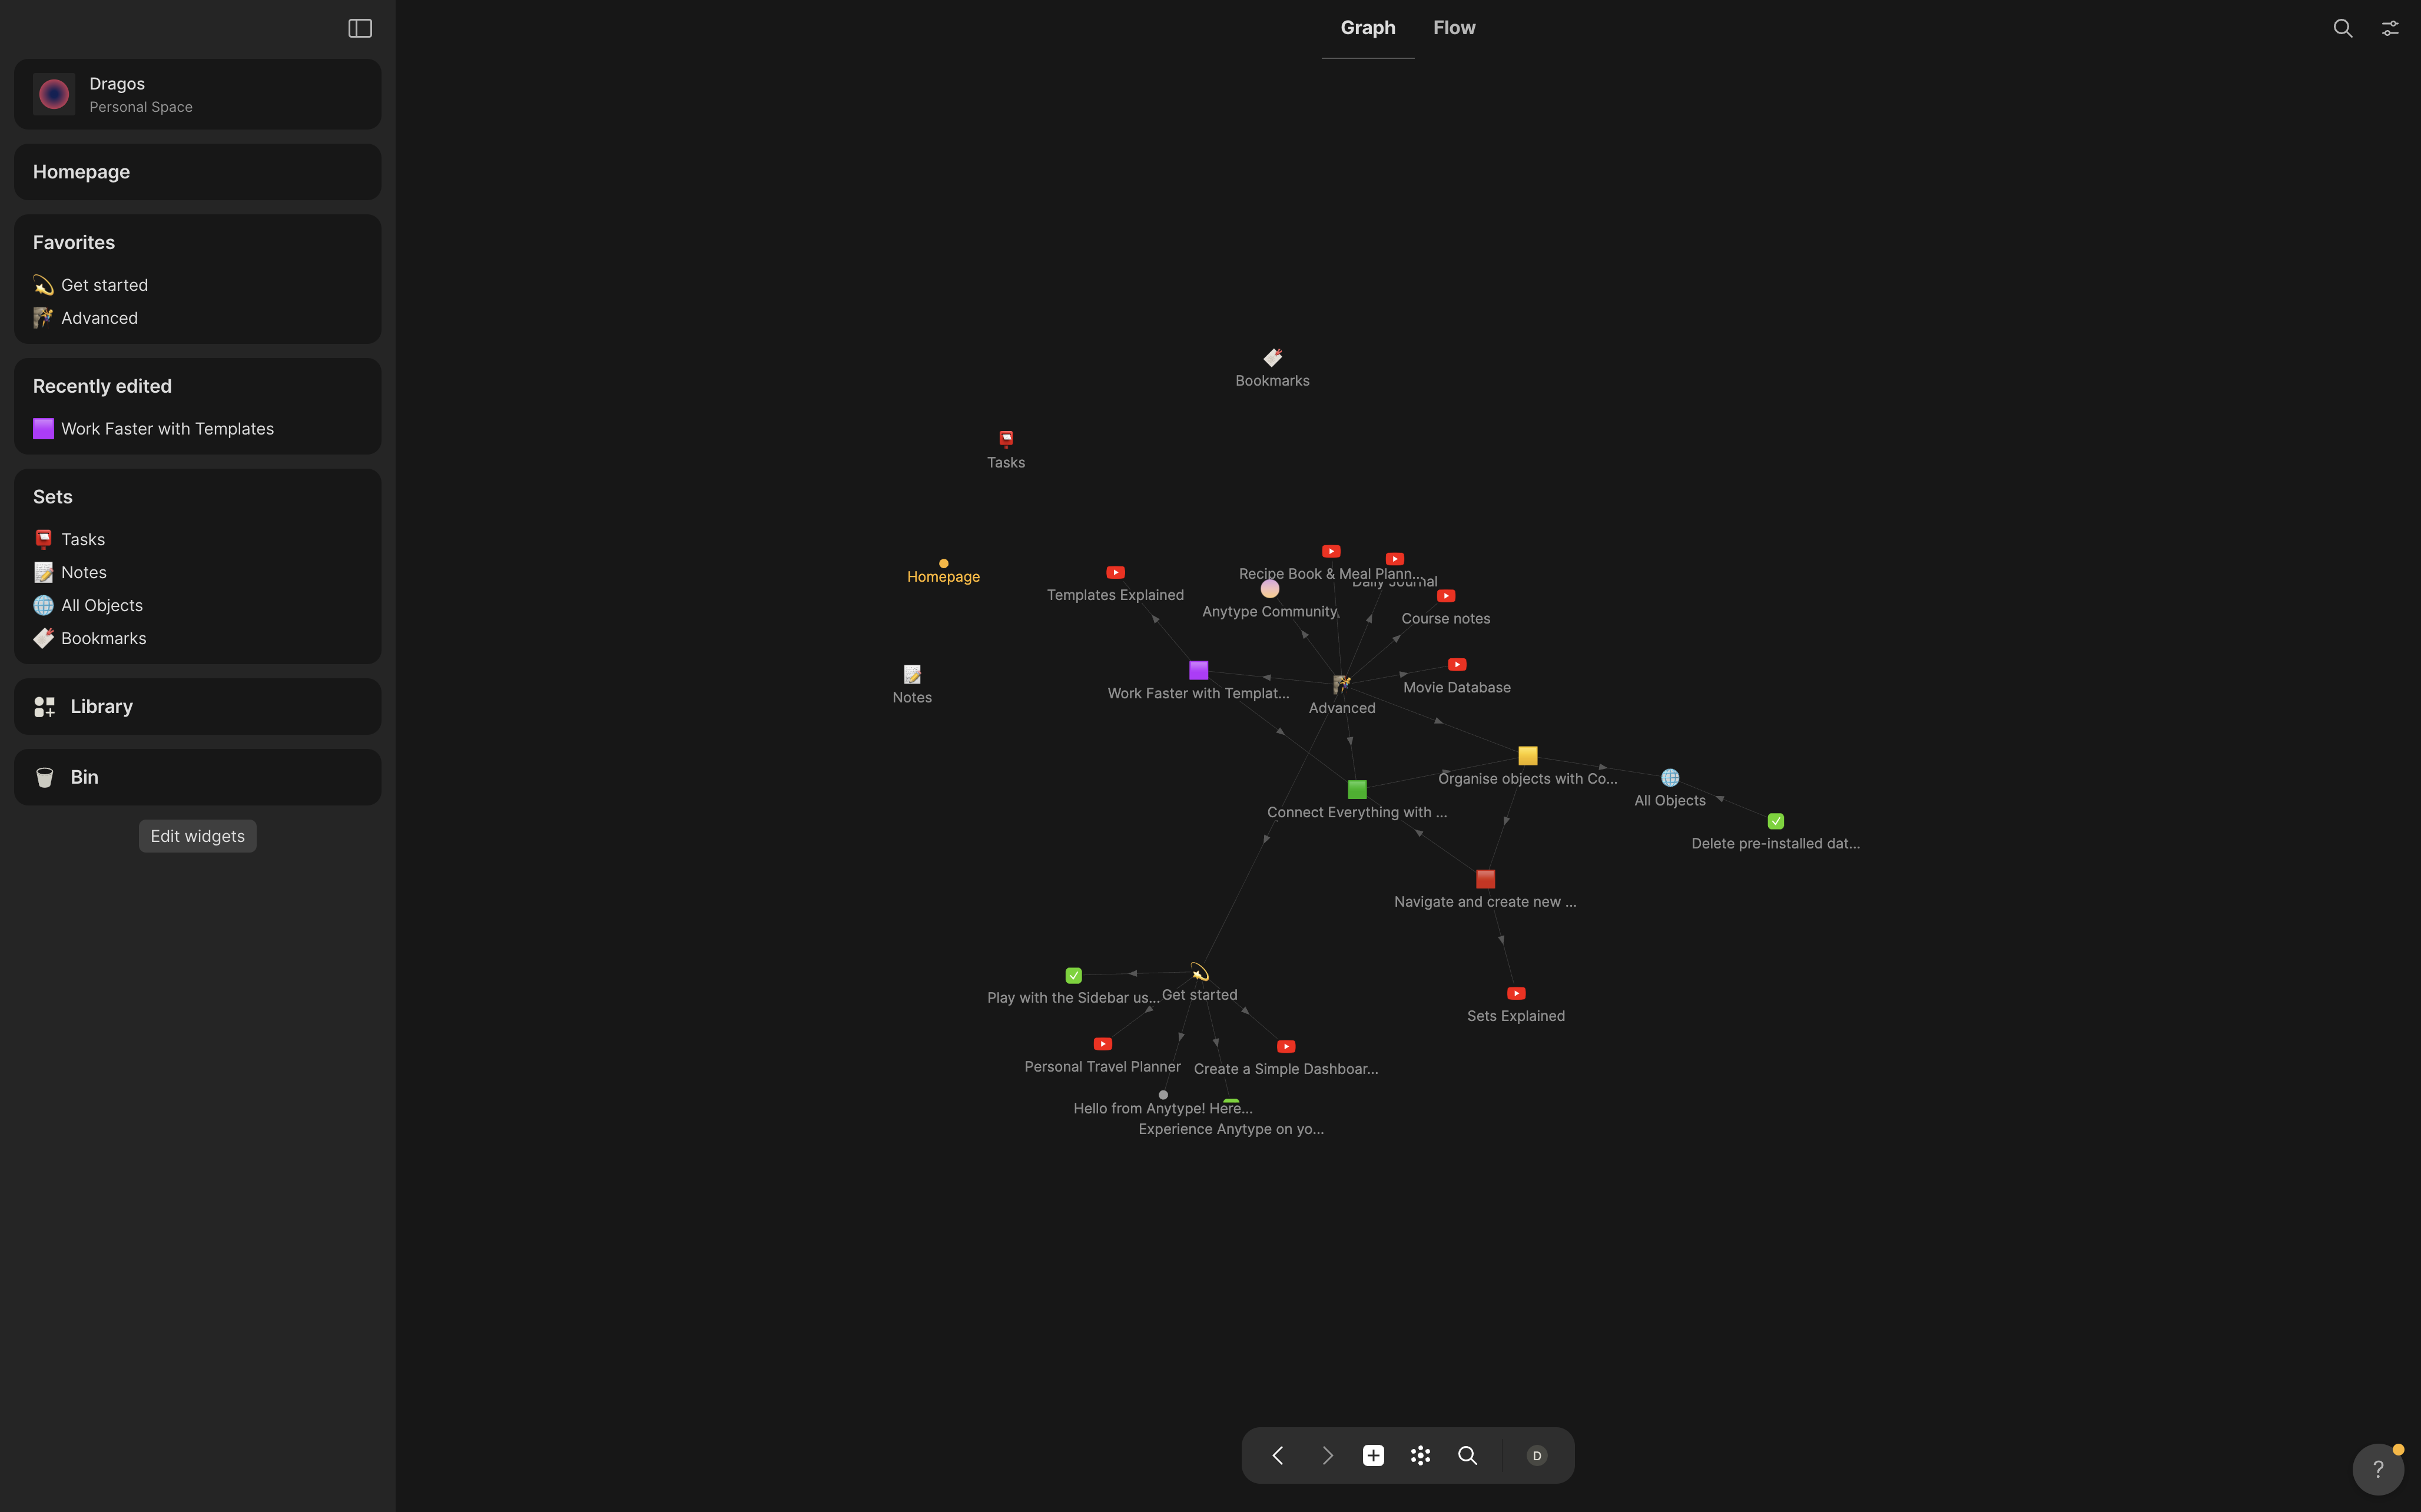 Graph
Flow
Dragos
Personal Space
Homepage
Favorites
Get started
Advanced
Recently edited
Work Faster with Templates
Sets
Tasks
Notes
All Objects
Bookmarks
Library
Bin
Edit widgets
Bookmarks
Tasks
Homepage
Templates Explained
Recipe Book & Meal Plann...
Daily Journal
Anytype Community
Course notes
Notes
Work Faster with Templat...
Movie Database
Advanced
Organise objects with Co...
All Objects
Connect Everything with ...
Delete pre-installed dat...
Navigate and create new ...
Play with the Sidebar us...
Get started
Sets Explained
Personal Travel Planner
Create a Simple Dashboar...
Hello from Anytype! Here...
Experience Anytype on yo...
D
?